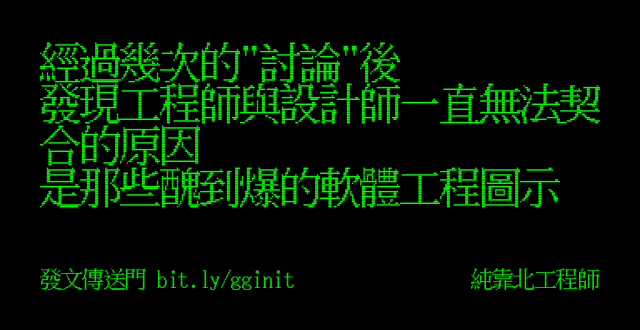 經過幾次的"討論"後
發現工程師與設計師一直無法契
合的原因
是那些醜到爆的軟體工程圖示
發文傳送門 bit.ly/gginit
純靠北工程師